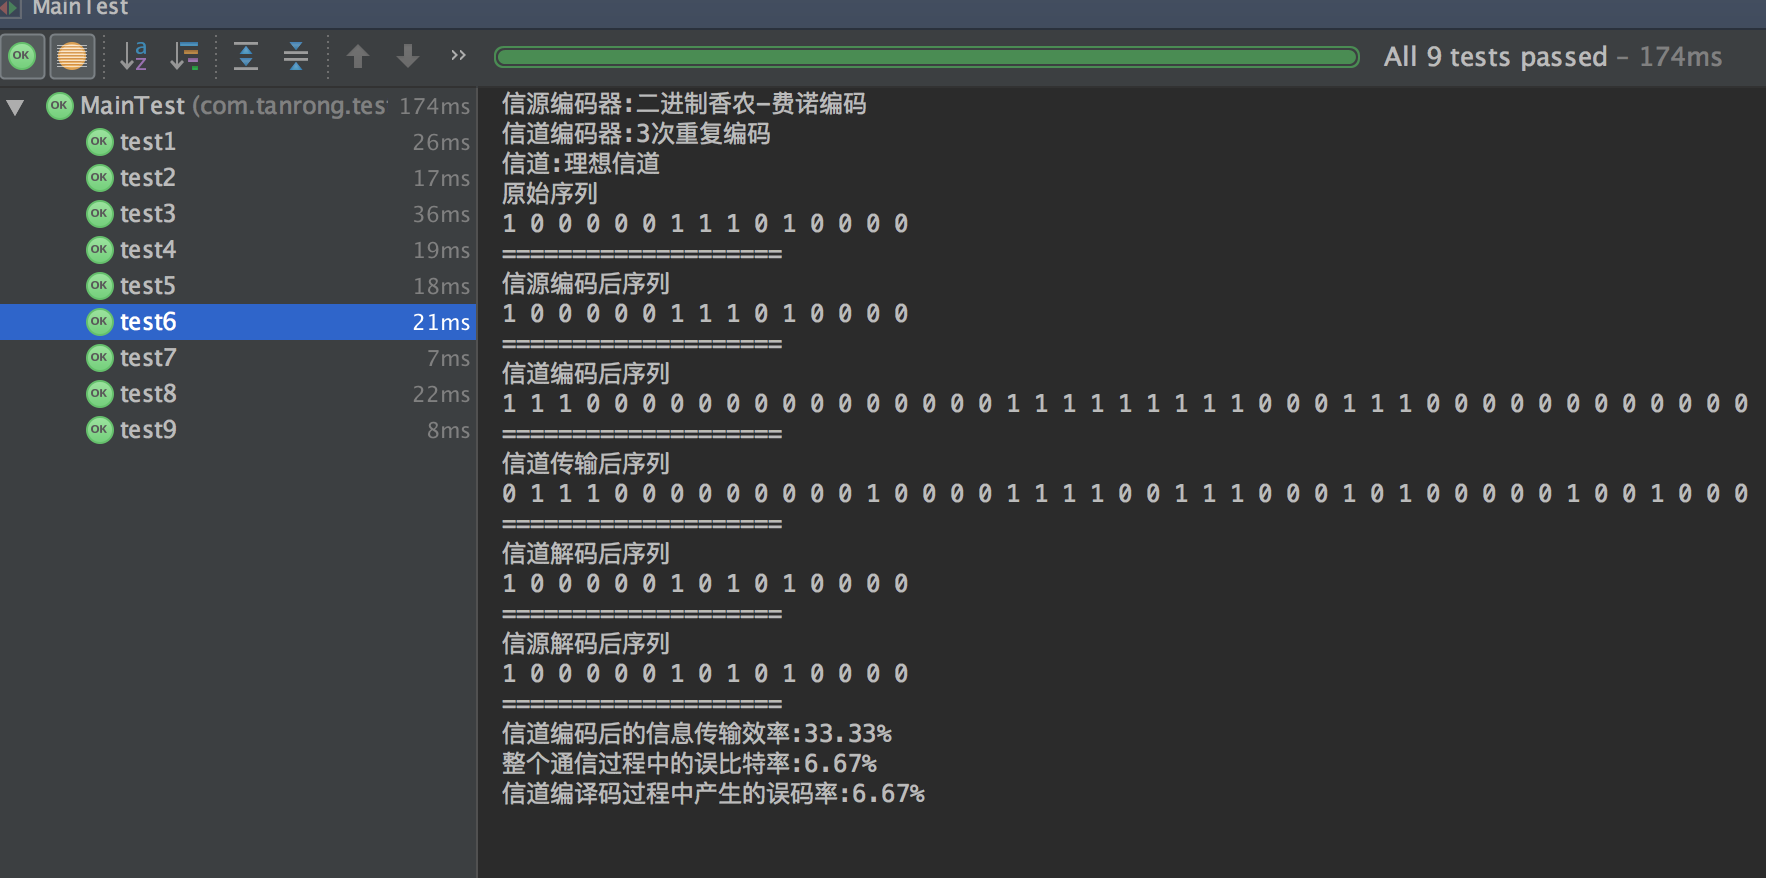 MainTest
All 9 tests passed – 174ms
MainTest (com.tanrong.tes 174ms
test1 26ms
test2 17ms
test3 36ms
test4 19ms
test5 18ms
test6 21ms
test7 7ms
test8 22ms
test9 8ms
信源编码器:二进制香农-费诺编码
信道编码器:3次重复编码
信道:理想信道
原始序列
1 0 0 0 0 0 1 1 1 0 1 0 0 0 0
====================
信源编码后序列
1 0 0 0 0 0 1 1 1 0 1 0 0 0 0
====================
信道编码后序列
1 1 1 0 0 0 0 0 0 0 0 0 0 0 0 0 0 0 1 1 1 1 1 1 1 1 1 0 0 0 1 1 1 0 0 0 0 0 0 0 0 0 0 0 0
====================
信道传输后序列
0 1 1 1 0 0 0 0 0 0 0 0 0 1 0 0 0 0 1 1 1 1 0 0 1 1 1 0 0 0 1 0 1 0 0 0 0 0 1 0 0 1 0 0 0
====================
信道解码后序列
1 0 0 0 0 0 1 0 1 0 1 0 0 0 0
====================
信源解码后序列
1 0 0 0 0 0 1 0 1 0 1 0 0 0 0
====================
信道编码后的信息传输效率:33.33%
整个通信过程中的误比特率:6.67%
信道编译码过程中产生的误码率:6.67%